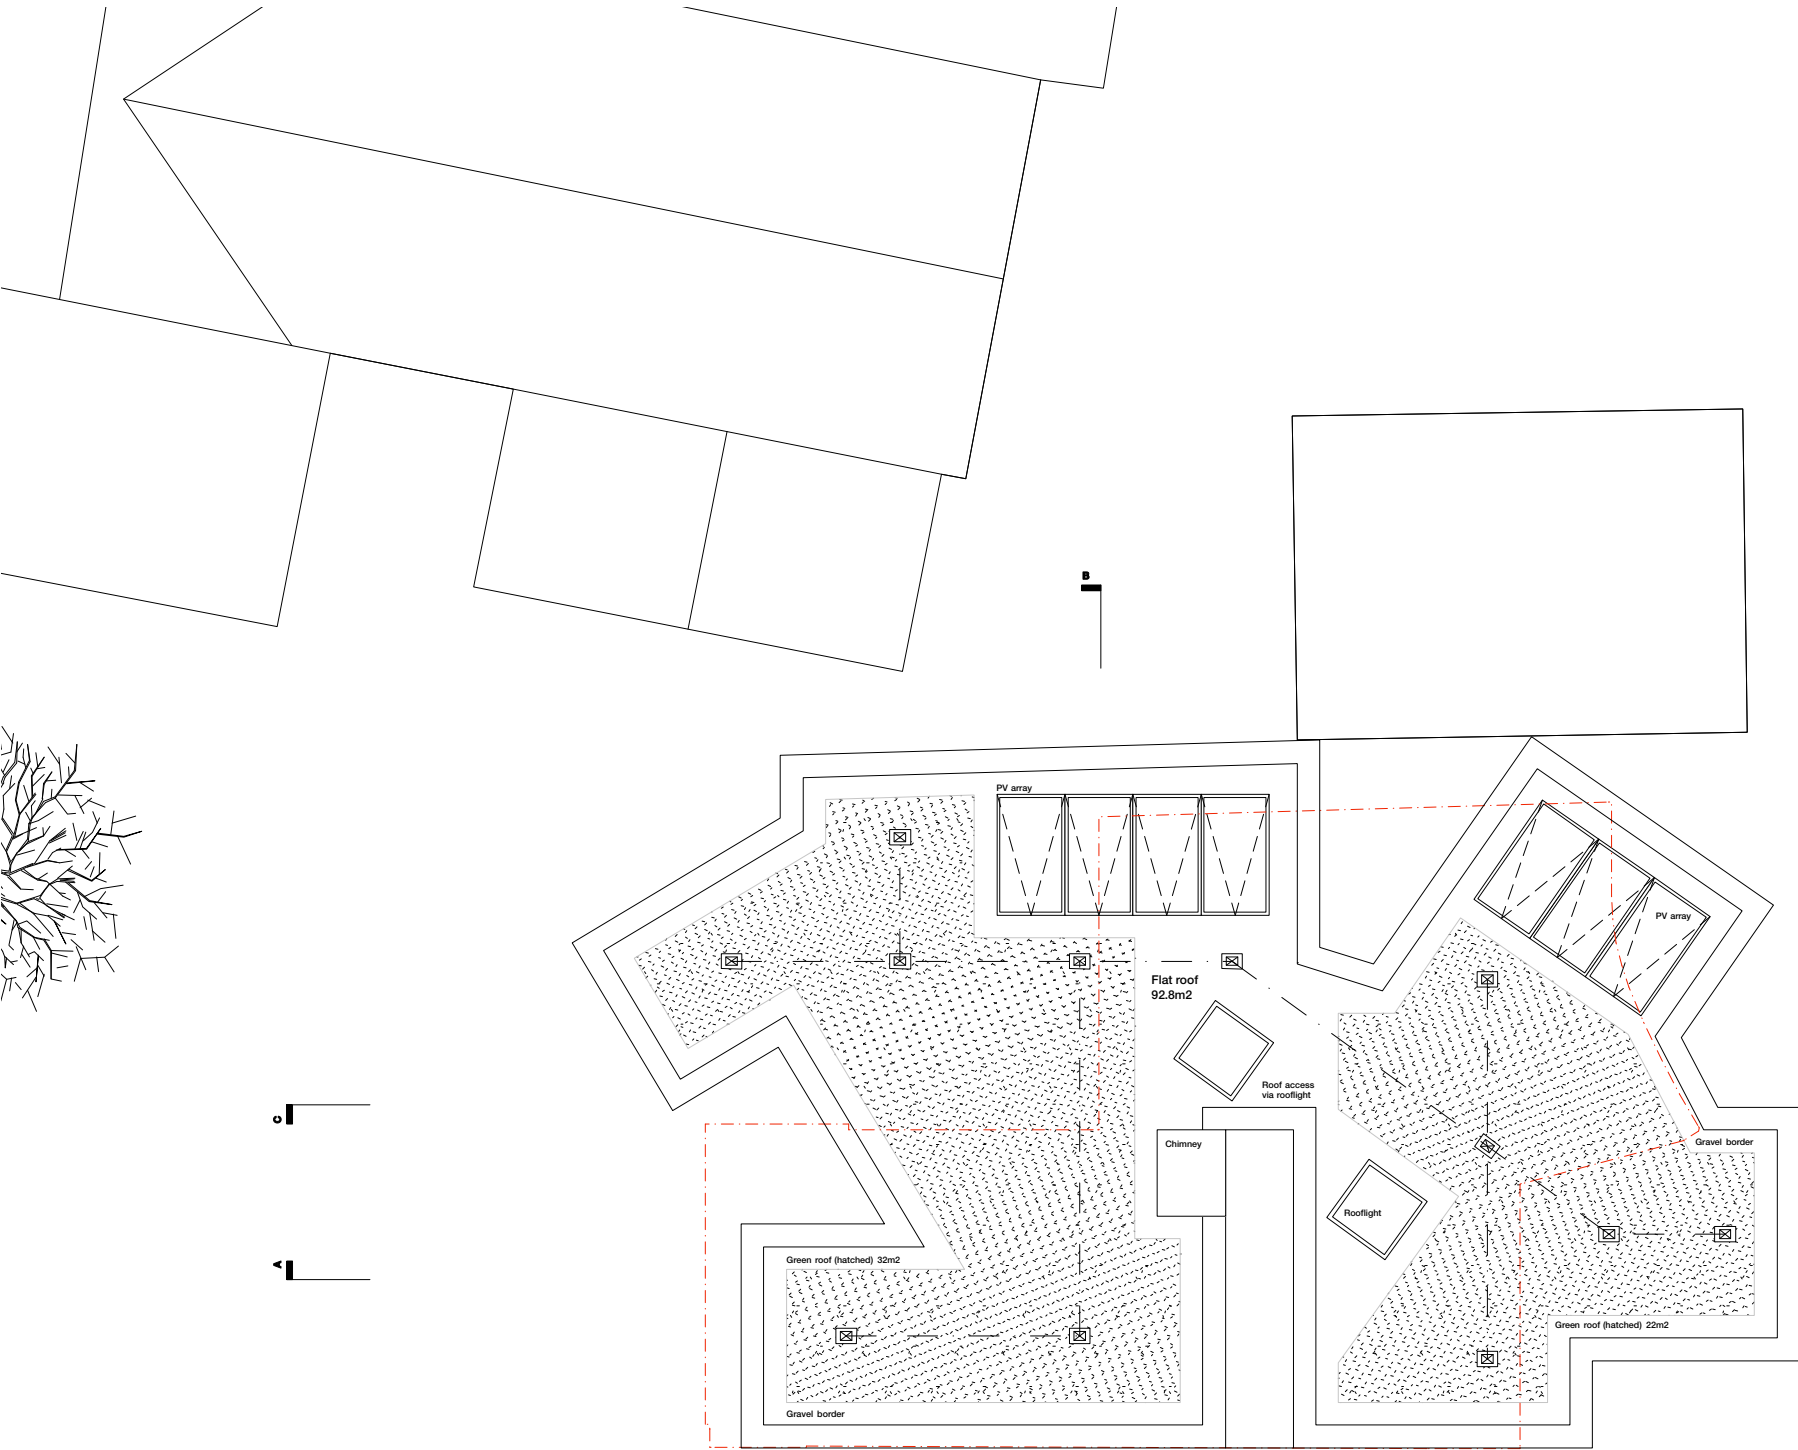 B
PV array
PV array
Flat roof
92.8m2
Roof access
via rooflight
C
Chimney
Gravel border
Rooflight
A
Green roof (hatched) 32m2
Green roof (hatched) 22m2
Gravel border